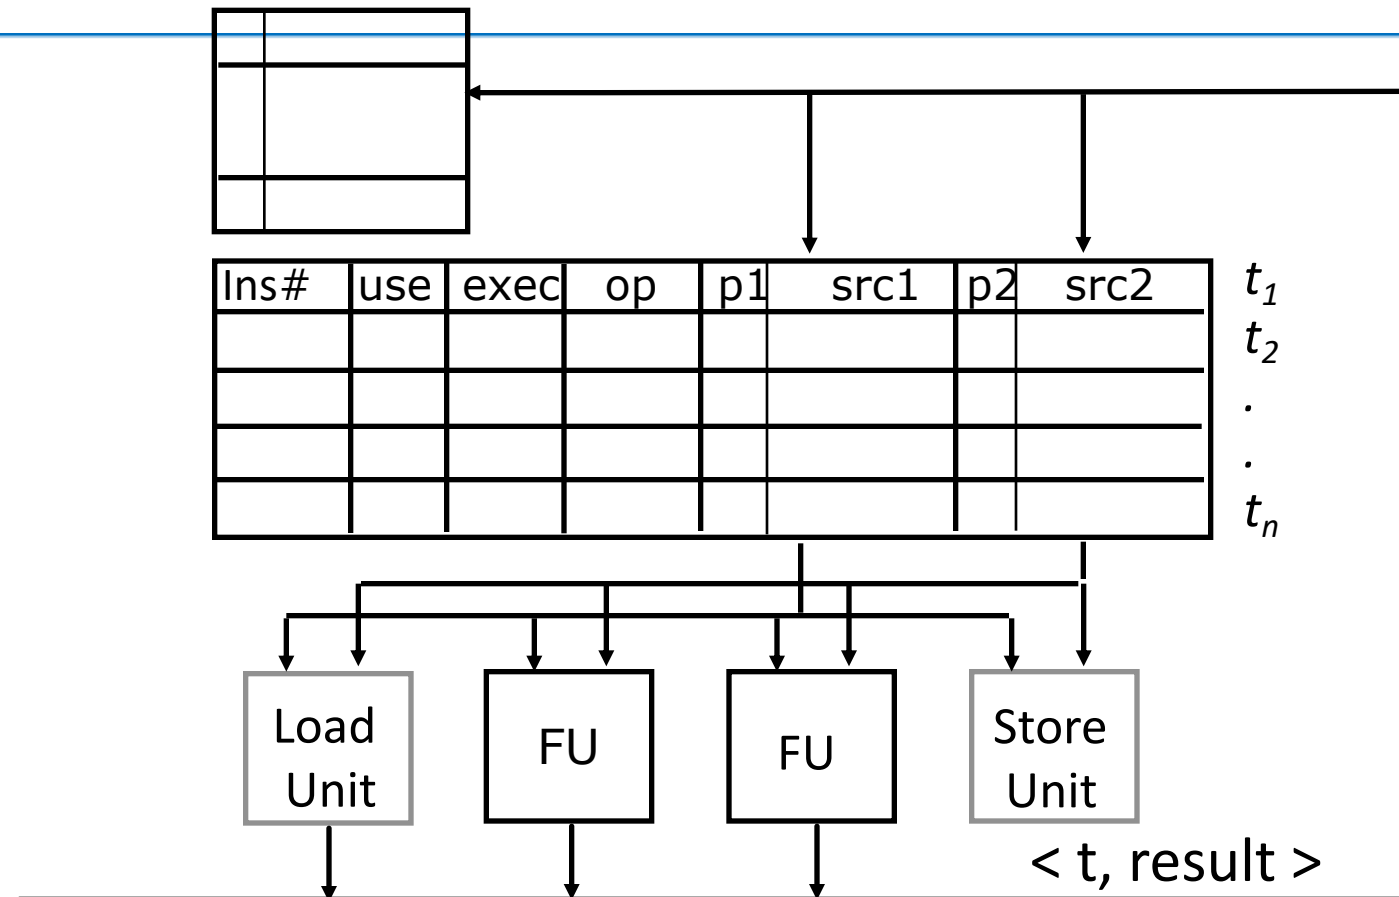 Ins# use exec op p1 src1 p2 src2 t1
t2
.
.
tn
Load Unit
FU
FU
Store Unit
< t, result >